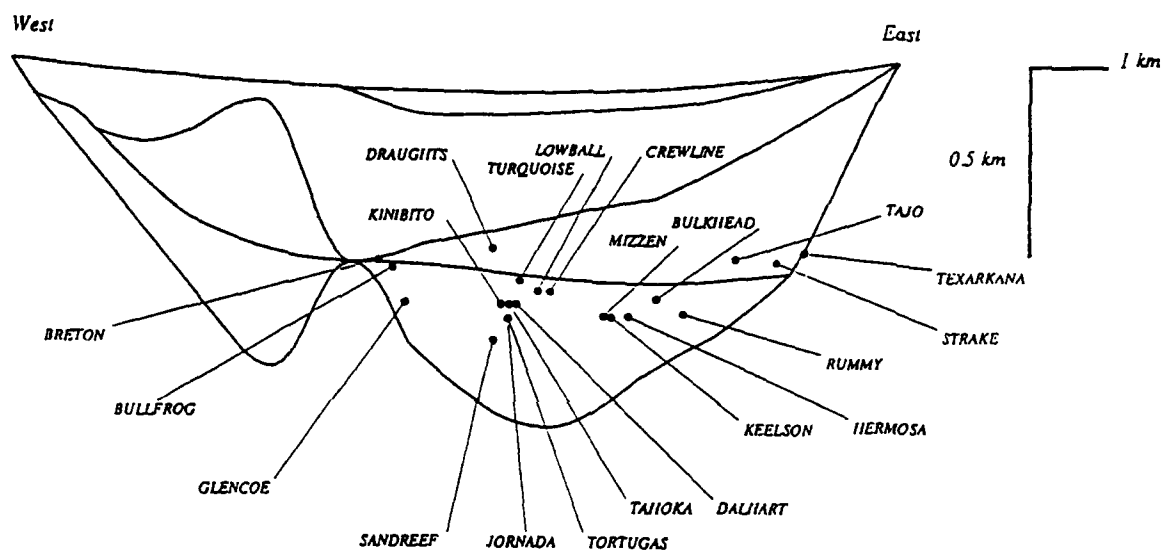 West
East
1 km
0.5 km
DRAUGHTS
LOWBALL
TURQUOISE
CREWLINE
KINIBITO
BULKHEAD
MIZZEN
TAJO
TEXARKANA
BRETON
STRAKE
RUMMY
BULLFROG
KEELSON
HERMOSA
GLENCOE
TAHOKA
DALHART
SANDREEF
JORNADA
TORTUGAS